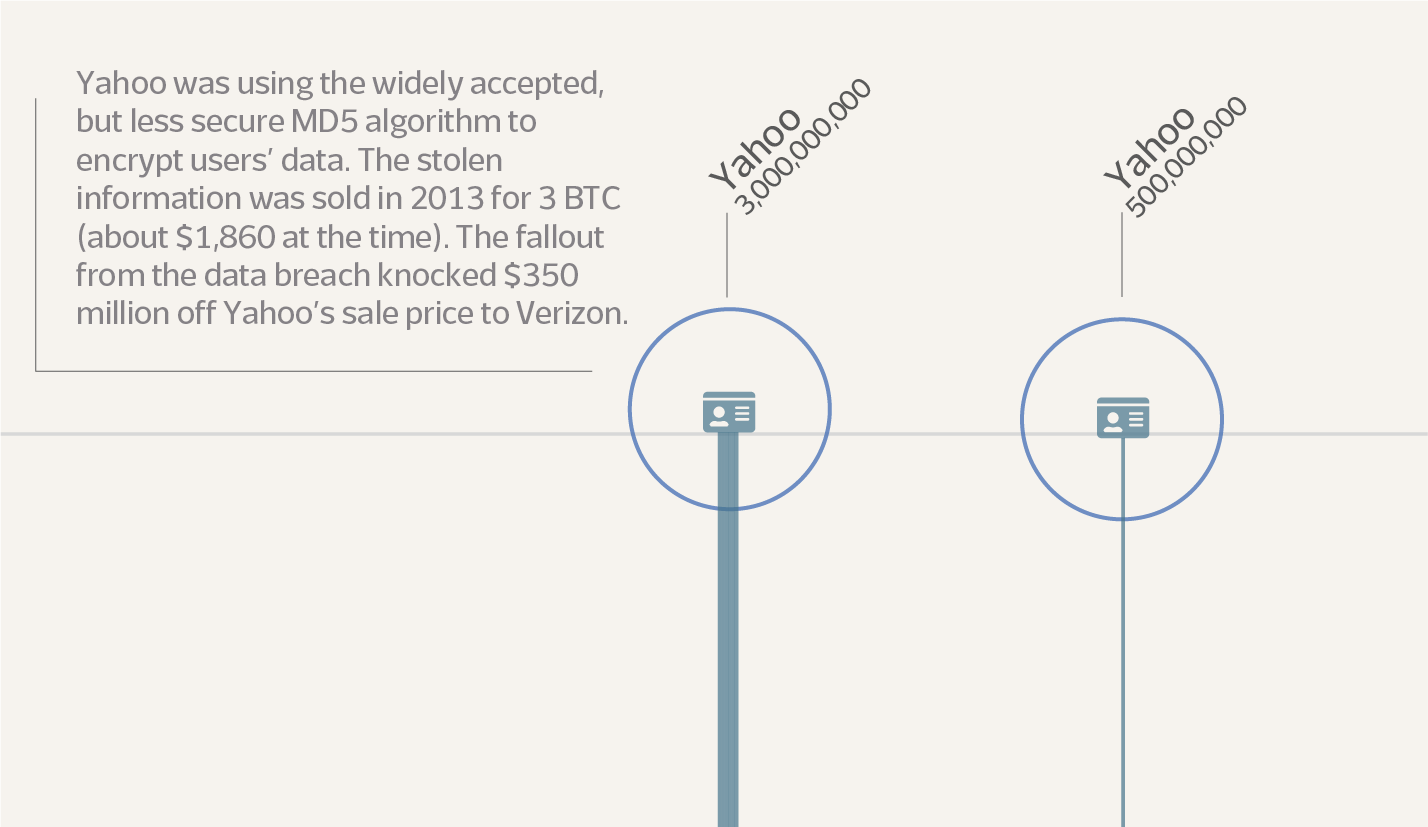 Yahoo was using the widely accepted,
but less secure MD5 algorithm to
encrypt users’ data. The stolen
information was sold in 2013 for 3 BTC
(about $1,860 at the time). The fallout
from the data breach knocked $350
million off Yahoo’s sale price to Verizon.
Yahoo
3,000,000,000
Yahoo
500,000,000